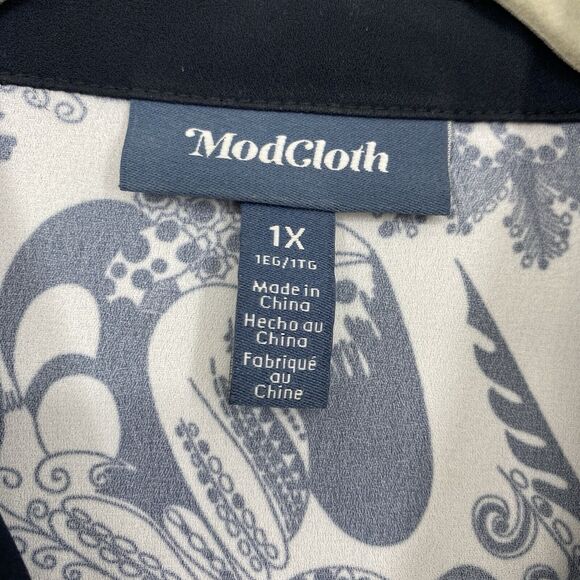 ModCloth
1X
1EG/1TG
Made in
China
Hecho au
China
Fabriqué
au
Chine